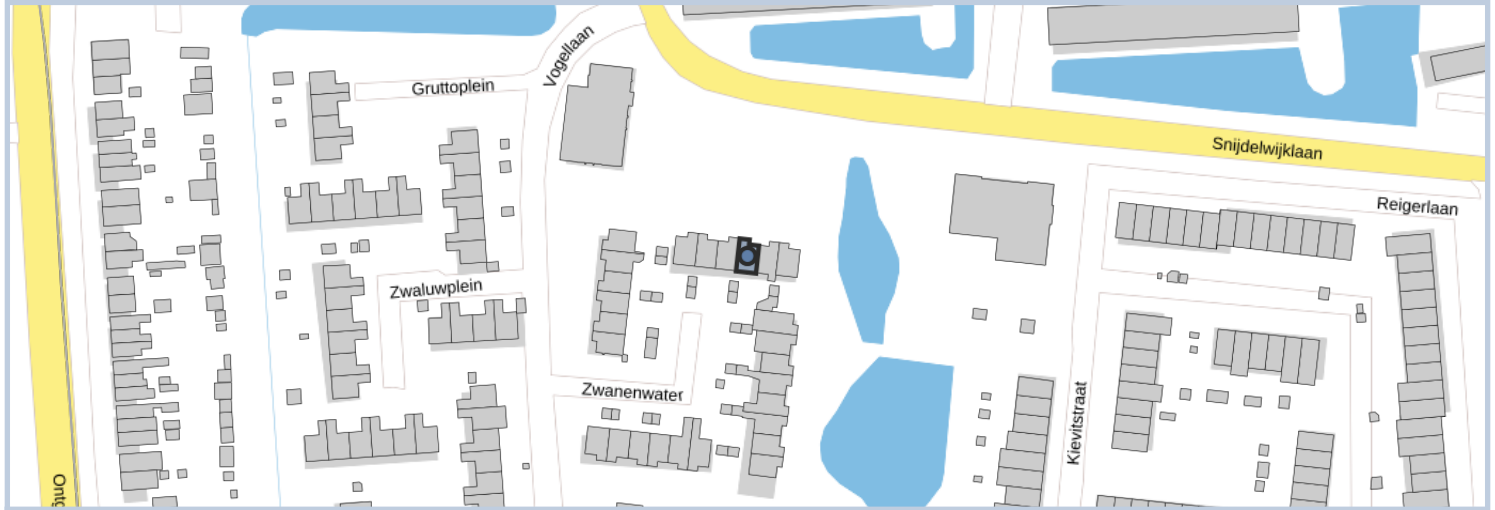 Vogellaan
Gruttoplein
Snijdelwijklaan
Reigerlaan
Zwaluwplein
Zwanenwater
Kievitstraat